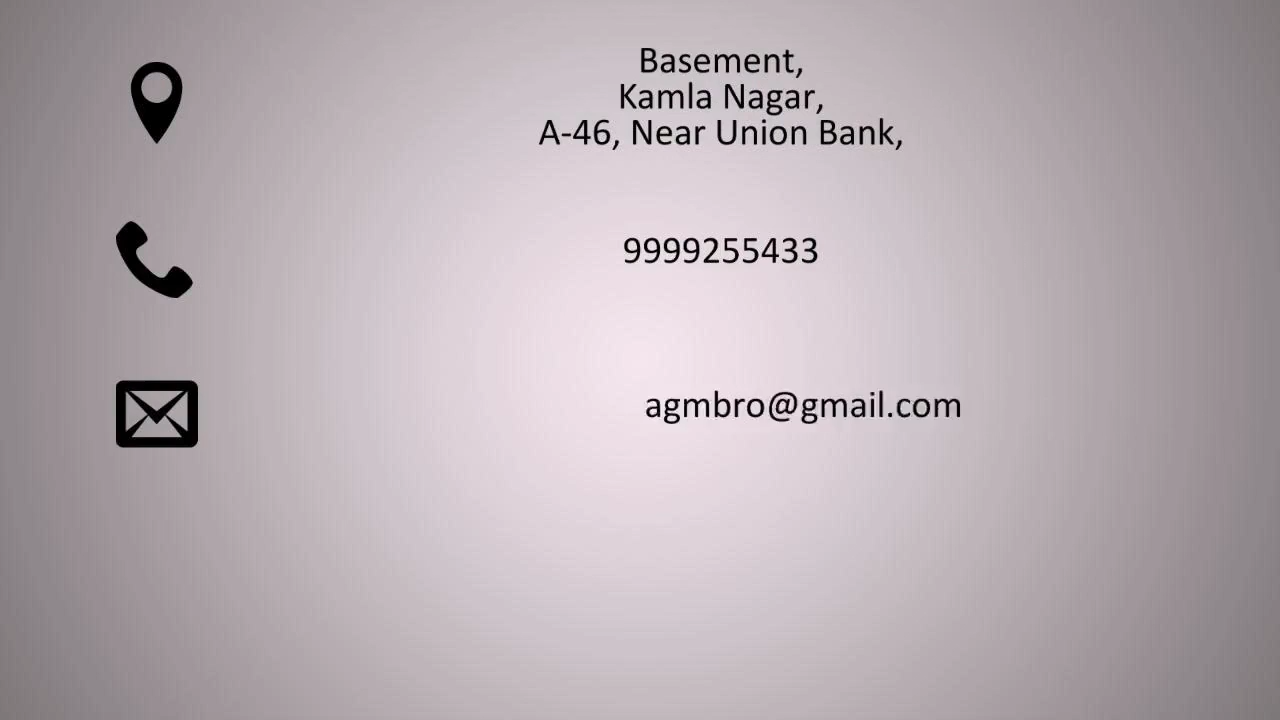 Basement,
Kamla Nagar,
A-46, Near Union Bank,
9999255433
agmbro@gmail.com